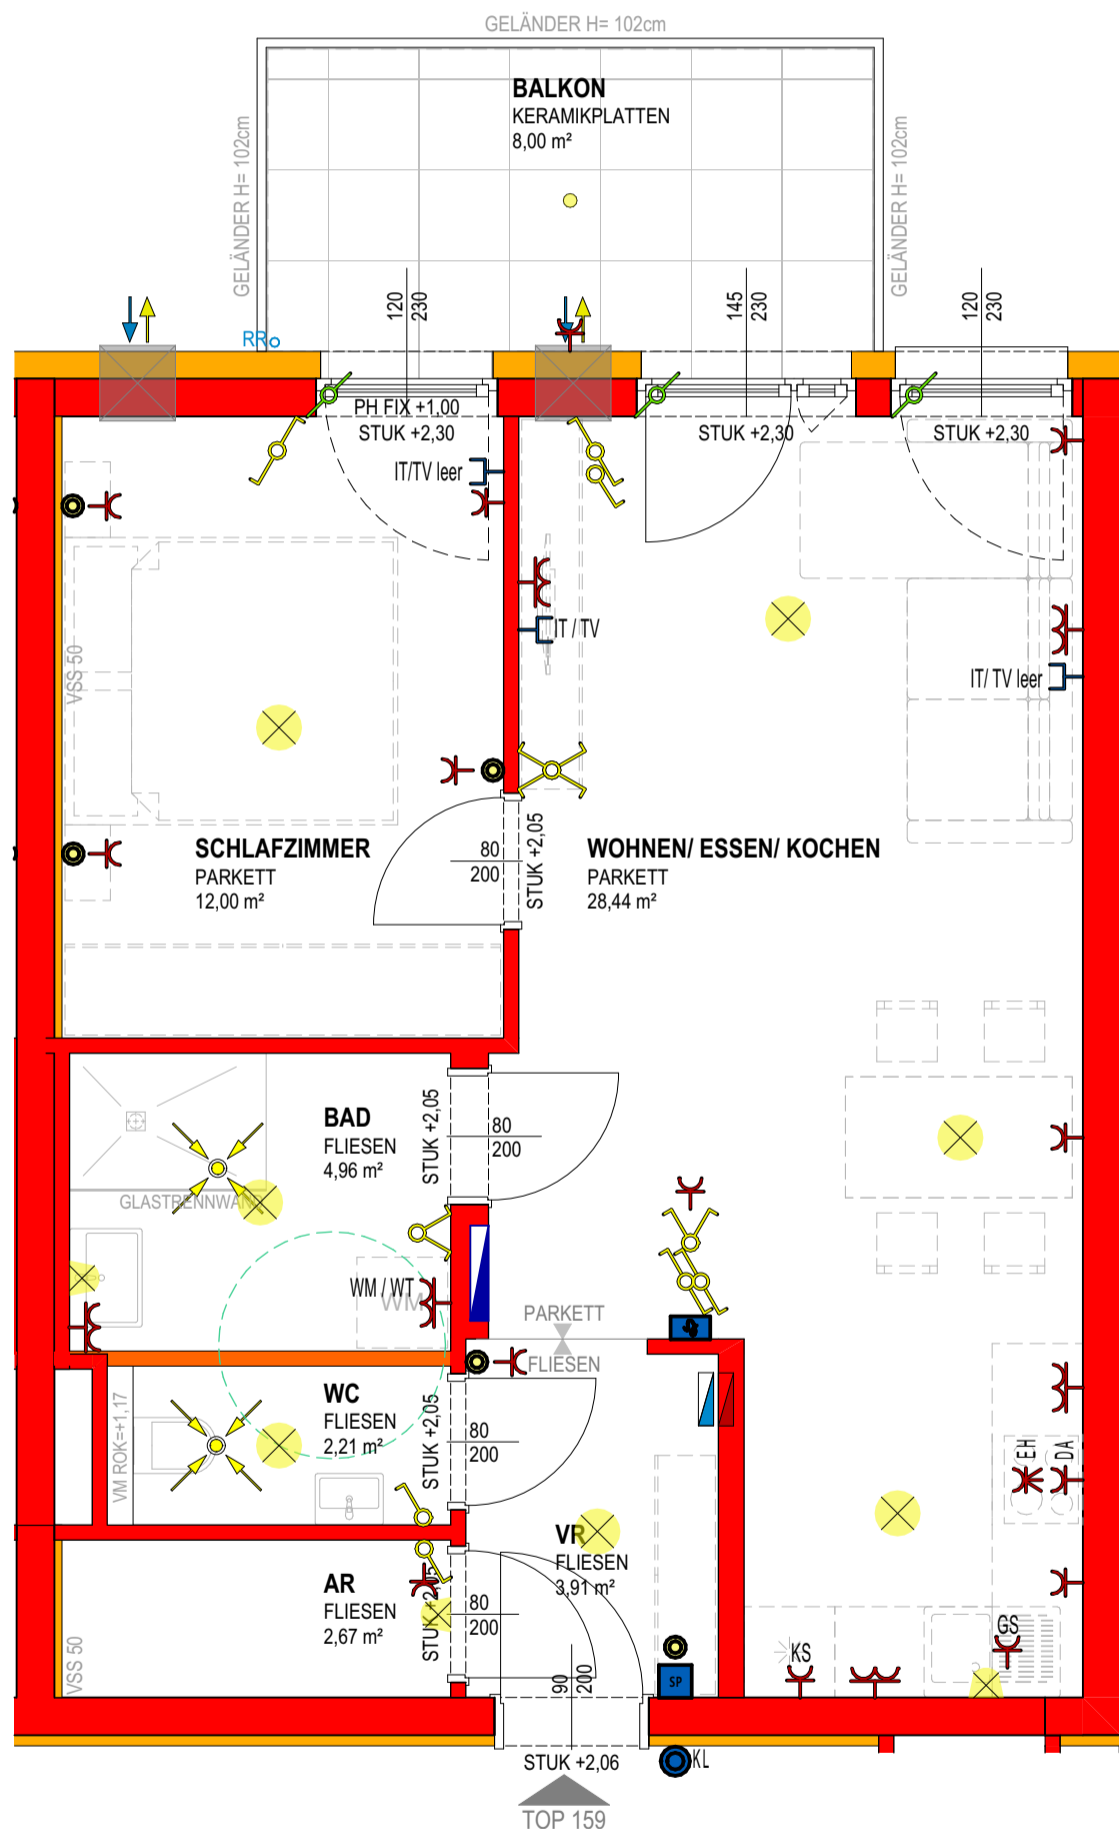 GELÄNDER H= 102cm
BALKON
KERAMIKPLATTEN
8,00 m²
GELÄNDER H= 102cm
GELÄNDER H= 102cm
120
230
145
230
120
230
RR
PH FIX +1,00
STUK +2,30
STUK +2,30
STUK +2,30
IT/TV leer
IT / TV
IT/ TV leer
VSS 50
SCHLAFZIMMER
PARKETT
12,00 m²
80
200
STUK +2,05
WOHNEN/ ESSEN/ KOCHEN
PARKETT
28,44 m²
BAD
FLIESEN
4,96 m²
STUK +2,05
80
200
GLASTRENNWAND
WM / WT
WM
PARKETT
FLIESEN
WC
FLIESEN
2,21 m²
VM ROK=+1,17
STUK +2,05
80
200
EH
DA
VR
FLIESEN
3,91 m²
AR
FLIESEN
2,67 m²
STUK +2,05
80
200
VSS 50
90
200
SP
KS
GS
STUK +2,06
KL
TOP 159